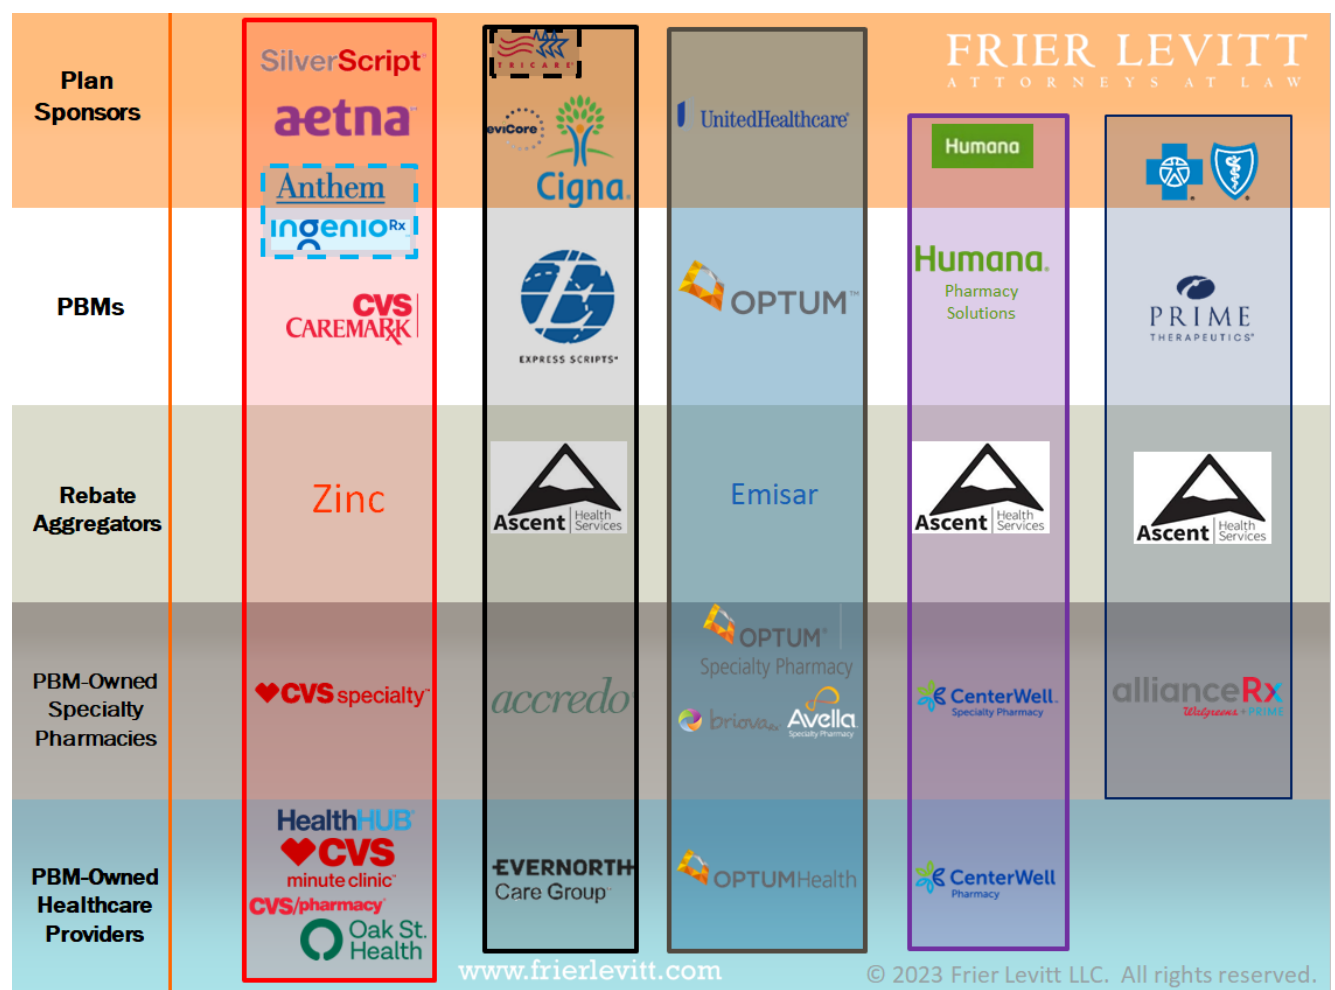 FRIER LEVITT
ATTORNEYS AT LAW
Plan
Sponsors
SilverScript
aetna
Anthem
TRICARE
eviCore
Cigna
UnitedHealthcare
Humana
PBMs
ingenioRx
CVS
CAREMARK
EXPRESS SCRIPTS
OPTUM™
Humana
Pharmacy
Solutions
PRIME
THERAPEUTICS
Rebate
Aggregators
Zinc
Ascent Health
Services
Emisar
Ascent Health
Services
Ascent Health
Services
PBM-Owned
Specialty
Pharmacies
CVS specialty
accredo
OPTUM
Specialty Pharmacy
briovaRx
Avella
Specialty Pharmacy
CenterWell
Specialty Pharmacy
allianceRx
Walgreens + PRIME
PBM-Owned
Healthcare
Providers
HealthHUB
CVS
minute clinic
CVS/pharmacy
Oak St.
Health
EVERNORTH
Care Group
OPTUMHealth
CenterWell
Pharmacy
www.frierlevitt.com
© 2023 Frier Levitt LLC. All rights reserved.